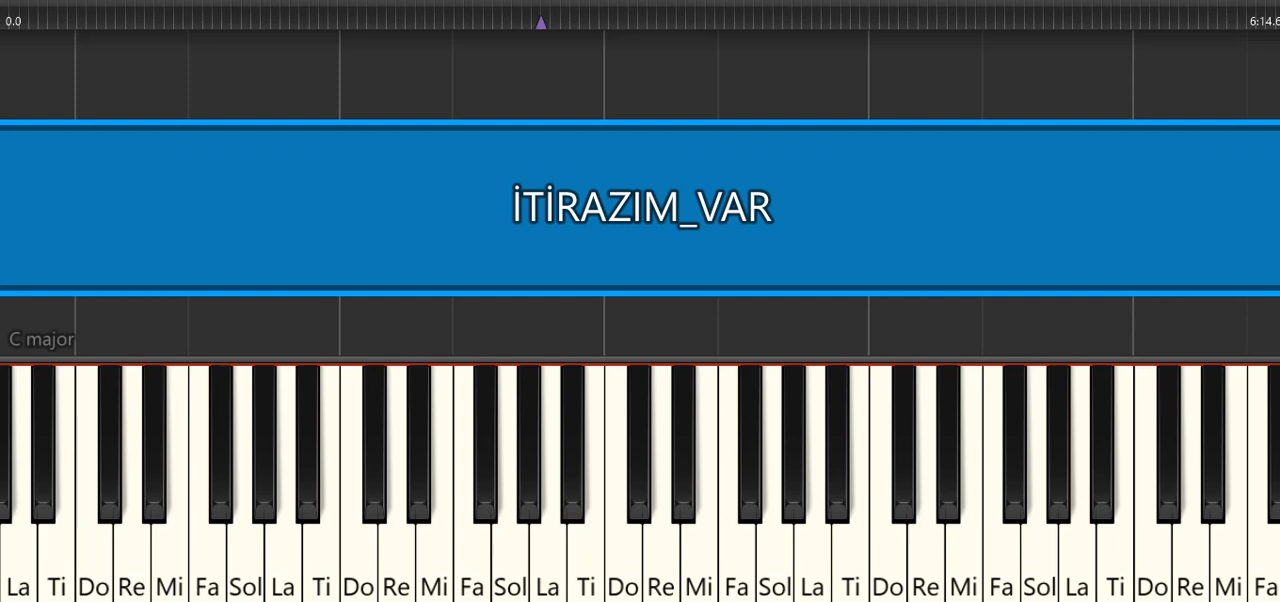 0.0 6:14.6
İTİRAZIM_VAR
C major
La Ti Do Re Mi Fa Sol La Ti Do Re Mi Fa Sol La Ti Do Re Mi Fa Sol La Ti Do Re Mi Fa Sol La Ti Do Re Mi Fa